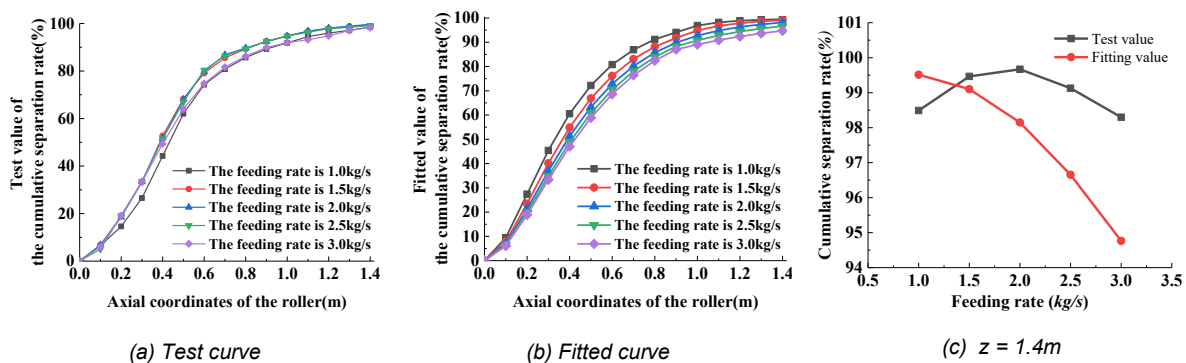 Test value of
the cumulative separation rate(%)
100
80
60
40
20
0
The feeding rate is 1.0kg/s
The feeding rate is 1.5kg/s
The feeding rate is 2.0kg/s
The feeding rate is 2.5kg/s
The feeding rate is 3.0kg/s
0.0 0.2 0.4 0.6 0.8 1.0 1.2 1.4
Axial coordinates of the roller(m)
(a) Test curve
Fitted value of
the cumulative separation rate(%)
100
90
80
70
60
50
40
30
20
10
0
The feeding rate is 1.0kg/s
The feeding rate is 1.5kg/s
The feeding rate is 2.0kg/s
The feeding rate is 2.5kg/s
The feeding rate is 3.0kg/s
0.0 0.2 0.4 0.6 0.8 1.0 1.2 1.4
Axial coordinates of the roller(m)
(b) Fitted curve
Cumulative separation rate(%)
101
100
99
98
97
96
95
94
Test value
Fitting value
0.5 1.0 1.5 2.0 2.5 3.0 3.5
Feeding rate (kg/s)
(c) z = 1.4m